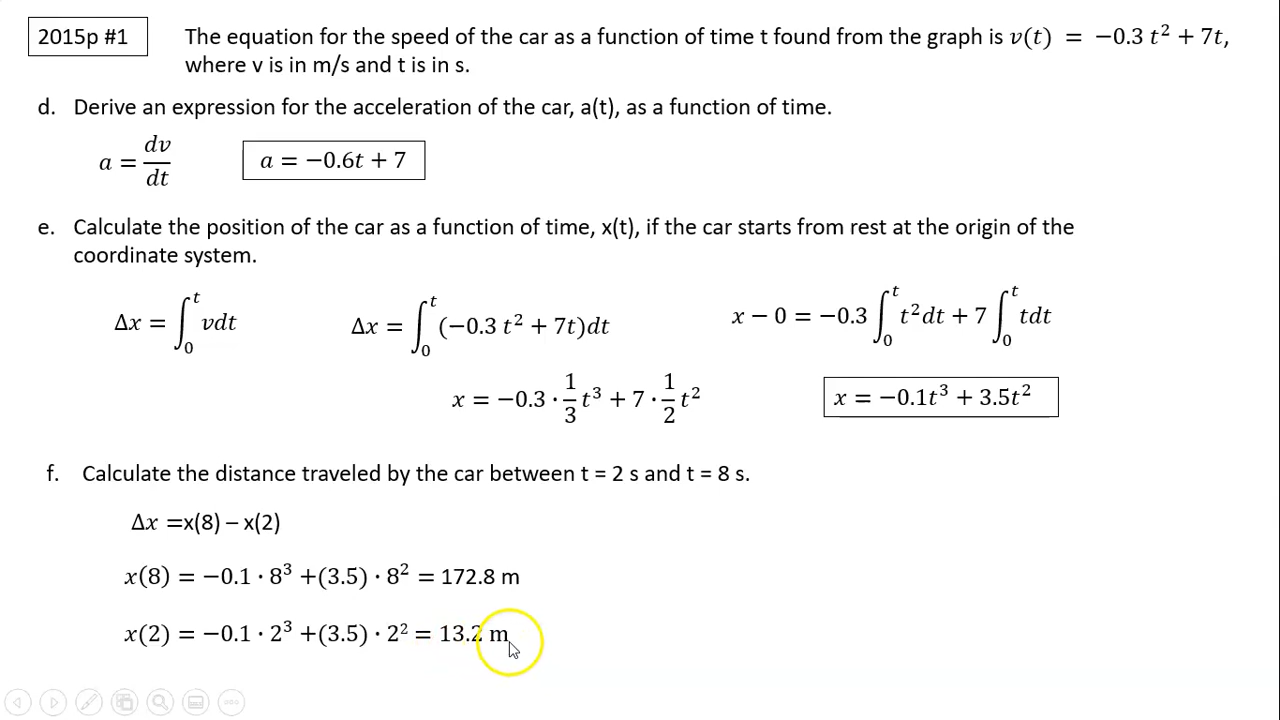 2015p #1
The equation for the speed of the car as a function of time t found from the graph is v(t) = −0.3 t² + 7t,
where v is in m/s and t is in s.
d. Derive an expression for the acceleration of the car, a(t), as a function of time.
a = dv/dt
a = −0.6t + 7
e. Calculate the position of the car as a function of time, x(t), if the car starts from rest at the origin of the
coordinate system.
Δx = ∫₀ᵗ vdt
Δx = ∫₀ᵗ (−0.3 t² + 7t)dt
x − 0 = −0.3 ∫₀ᵗ t²dt + 7 ∫₀ᵗ tdt
x = −0.3 · 1/3 t³ + 7 · 1/2 t²
x = −0.1t³ + 3.5t²
f. Calculate the distance traveled by the car between t = 2 s and t = 8 s.
Δx =x(8) – x(2)
x(8) = −0.1 · 8³ +(3.5) · 8² = 172.8 m
x(2) = −0.1 · 2³ +(3.5) · 2² = 13.2 m